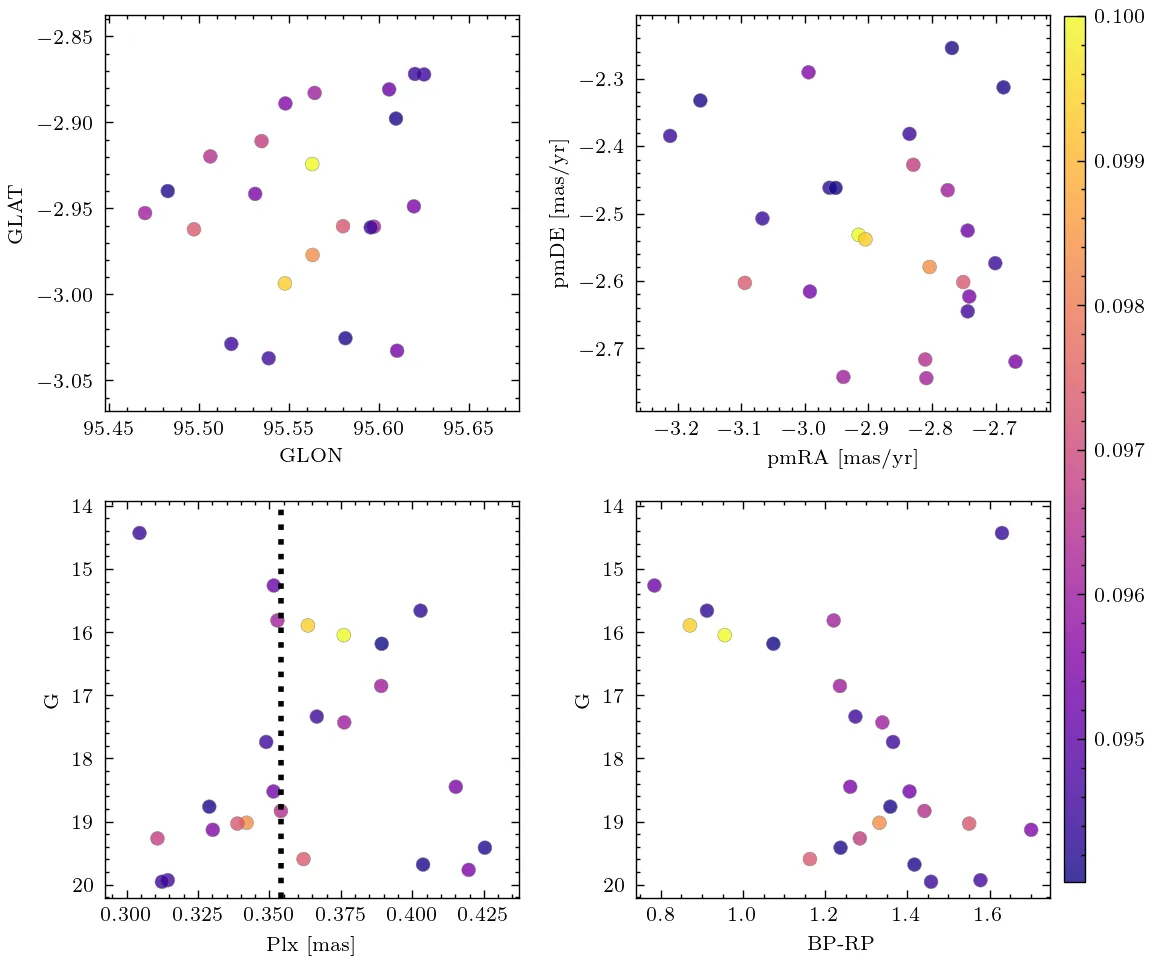 −2.85
−2.90
−2.95
−3.00
−3.05
GLAT
95.45 95.50 95.55 95.60 95.65
GLON
−2.3
−2.4
−2.5
−2.6
−2.7
pmDE [mas/yr]
−3.2 −3.1 −3.0 −2.9 −2.8 −2.7
pmRA [mas/yr]
0.100
0.099
0.098
0.097
0.096
0.095
14
15
16
17
18
19
20
G
0.300 0.325 0.350 0.375 0.400 0.425
Plx [mas]
14
15
16
17
18
19
20
G
0.8 1.0 1.2 1.4 1.6
BP-RP